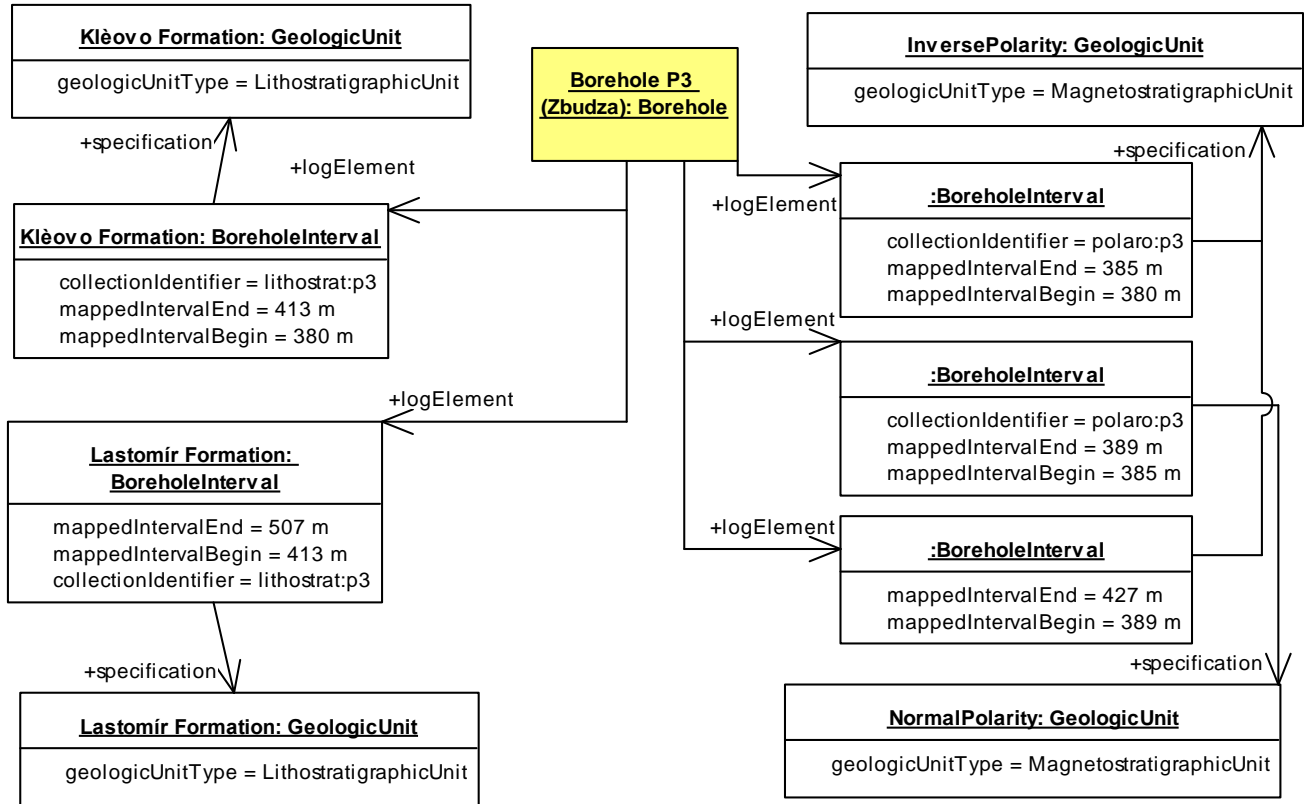 Klèovo Formation: GeologicUnit
geologicUnitType = LithostratigraphicUnit
+specification
+logElement
Klèovo Formation: BoreholeInterval
collectionIdentifier = lithostrat:p3
mappedIntervalEnd = 413 m
mappedIntervalBegin = 380 m
+logElement
Lastomír Formation:
BoreholeInterval
mappedIntervalEnd = 507 m
mappedIntervalBegin = 413 m
collectionIdentifier = lithostrat:p3
+specification
Lastomír Formation: GeologicUnit
geologicUnitType = LithostratigraphicUnit
Borehole P3
(Zbudza): Borehole
InversePolarity: GeologicUnit
geologicUnitType = MagnetostratigraphicUnit
+specification
+logElement
:BoreholeInterval
collectionIdentifier = polaro:p3
mappedIntervalEnd = 385 m
mappedIntervalBegin = 380 m
+logElement
:BoreholeInterval
collectionIdentifier = polaro:p3
mappedIntervalEnd = 389 m
mappedIntervalBegin = 385 m
+logElement
:BoreholeInterval
mappedIntervalEnd = 427 m
mappedIntervalBegin = 389 m
+specification
NormalPolarity: GeologicUnit
geologicUnitType = MagnetostratigraphicUnit